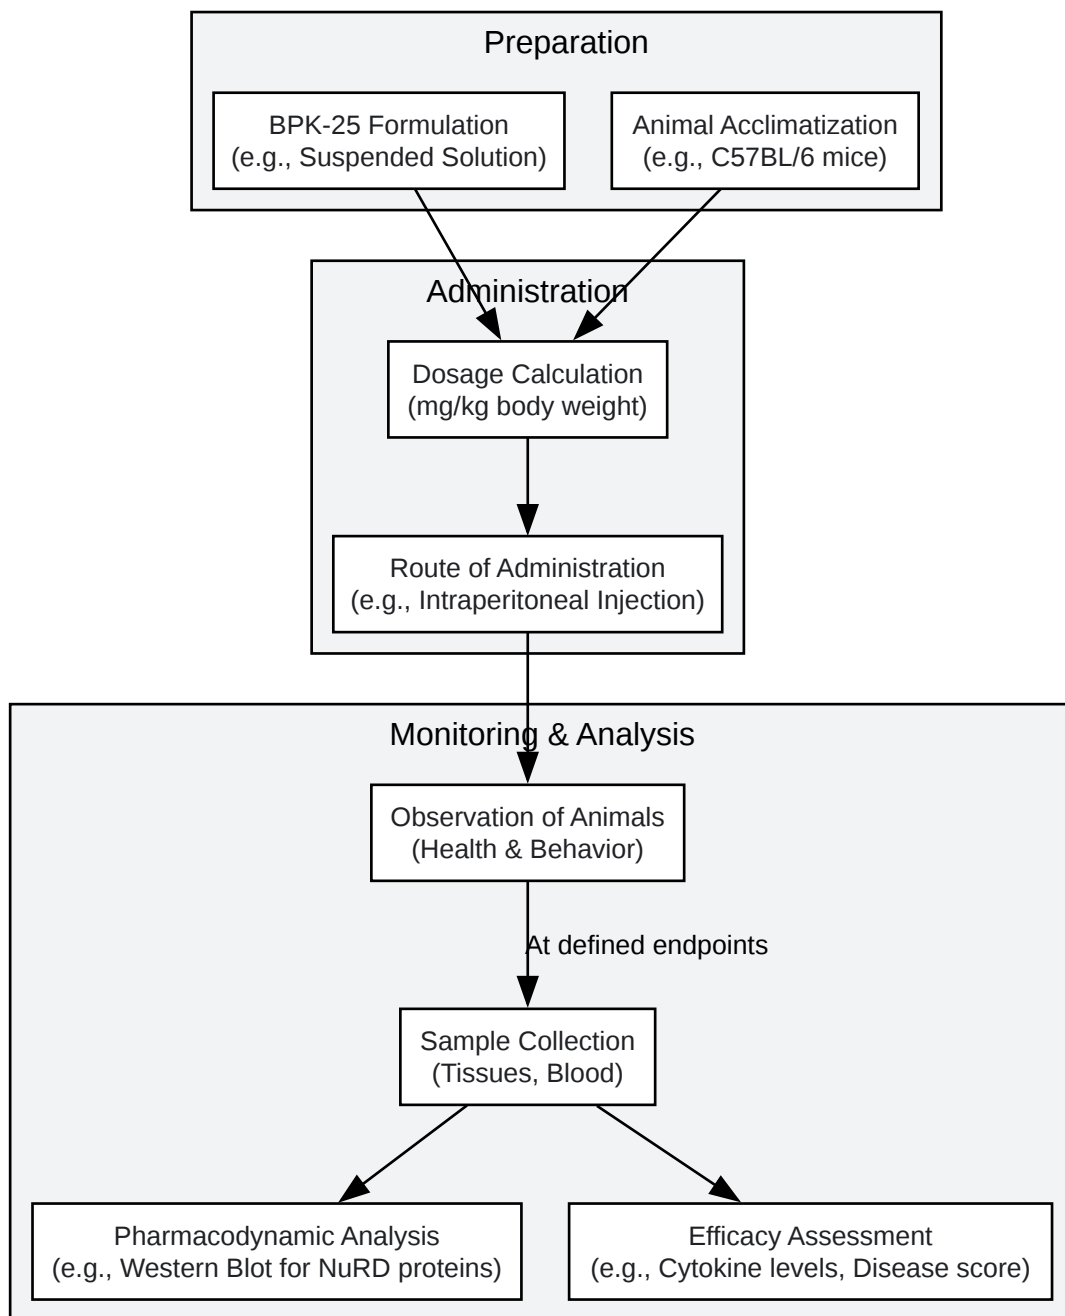 Preparation
BPK-25 Formulation
(e.g., Suspended Solution)
Animal Acclimatization
(e.g., C57BL/6 mice)
Administration
Dosage Calculation
(mg/kg body weight)
Route of Administration
(e.g., Intraperitoneal Injection)
Monitoring & Analysis
Observation of Animals
(Health & Behavior)
At defined endpoints
Sample Collection
(Tissues, Blood)
Pharmacodynamic Analysis
(e.g., Western Blot for NuRD proteins)
Efficacy Assessment
(e.g., Cytokine levels, Disease score)